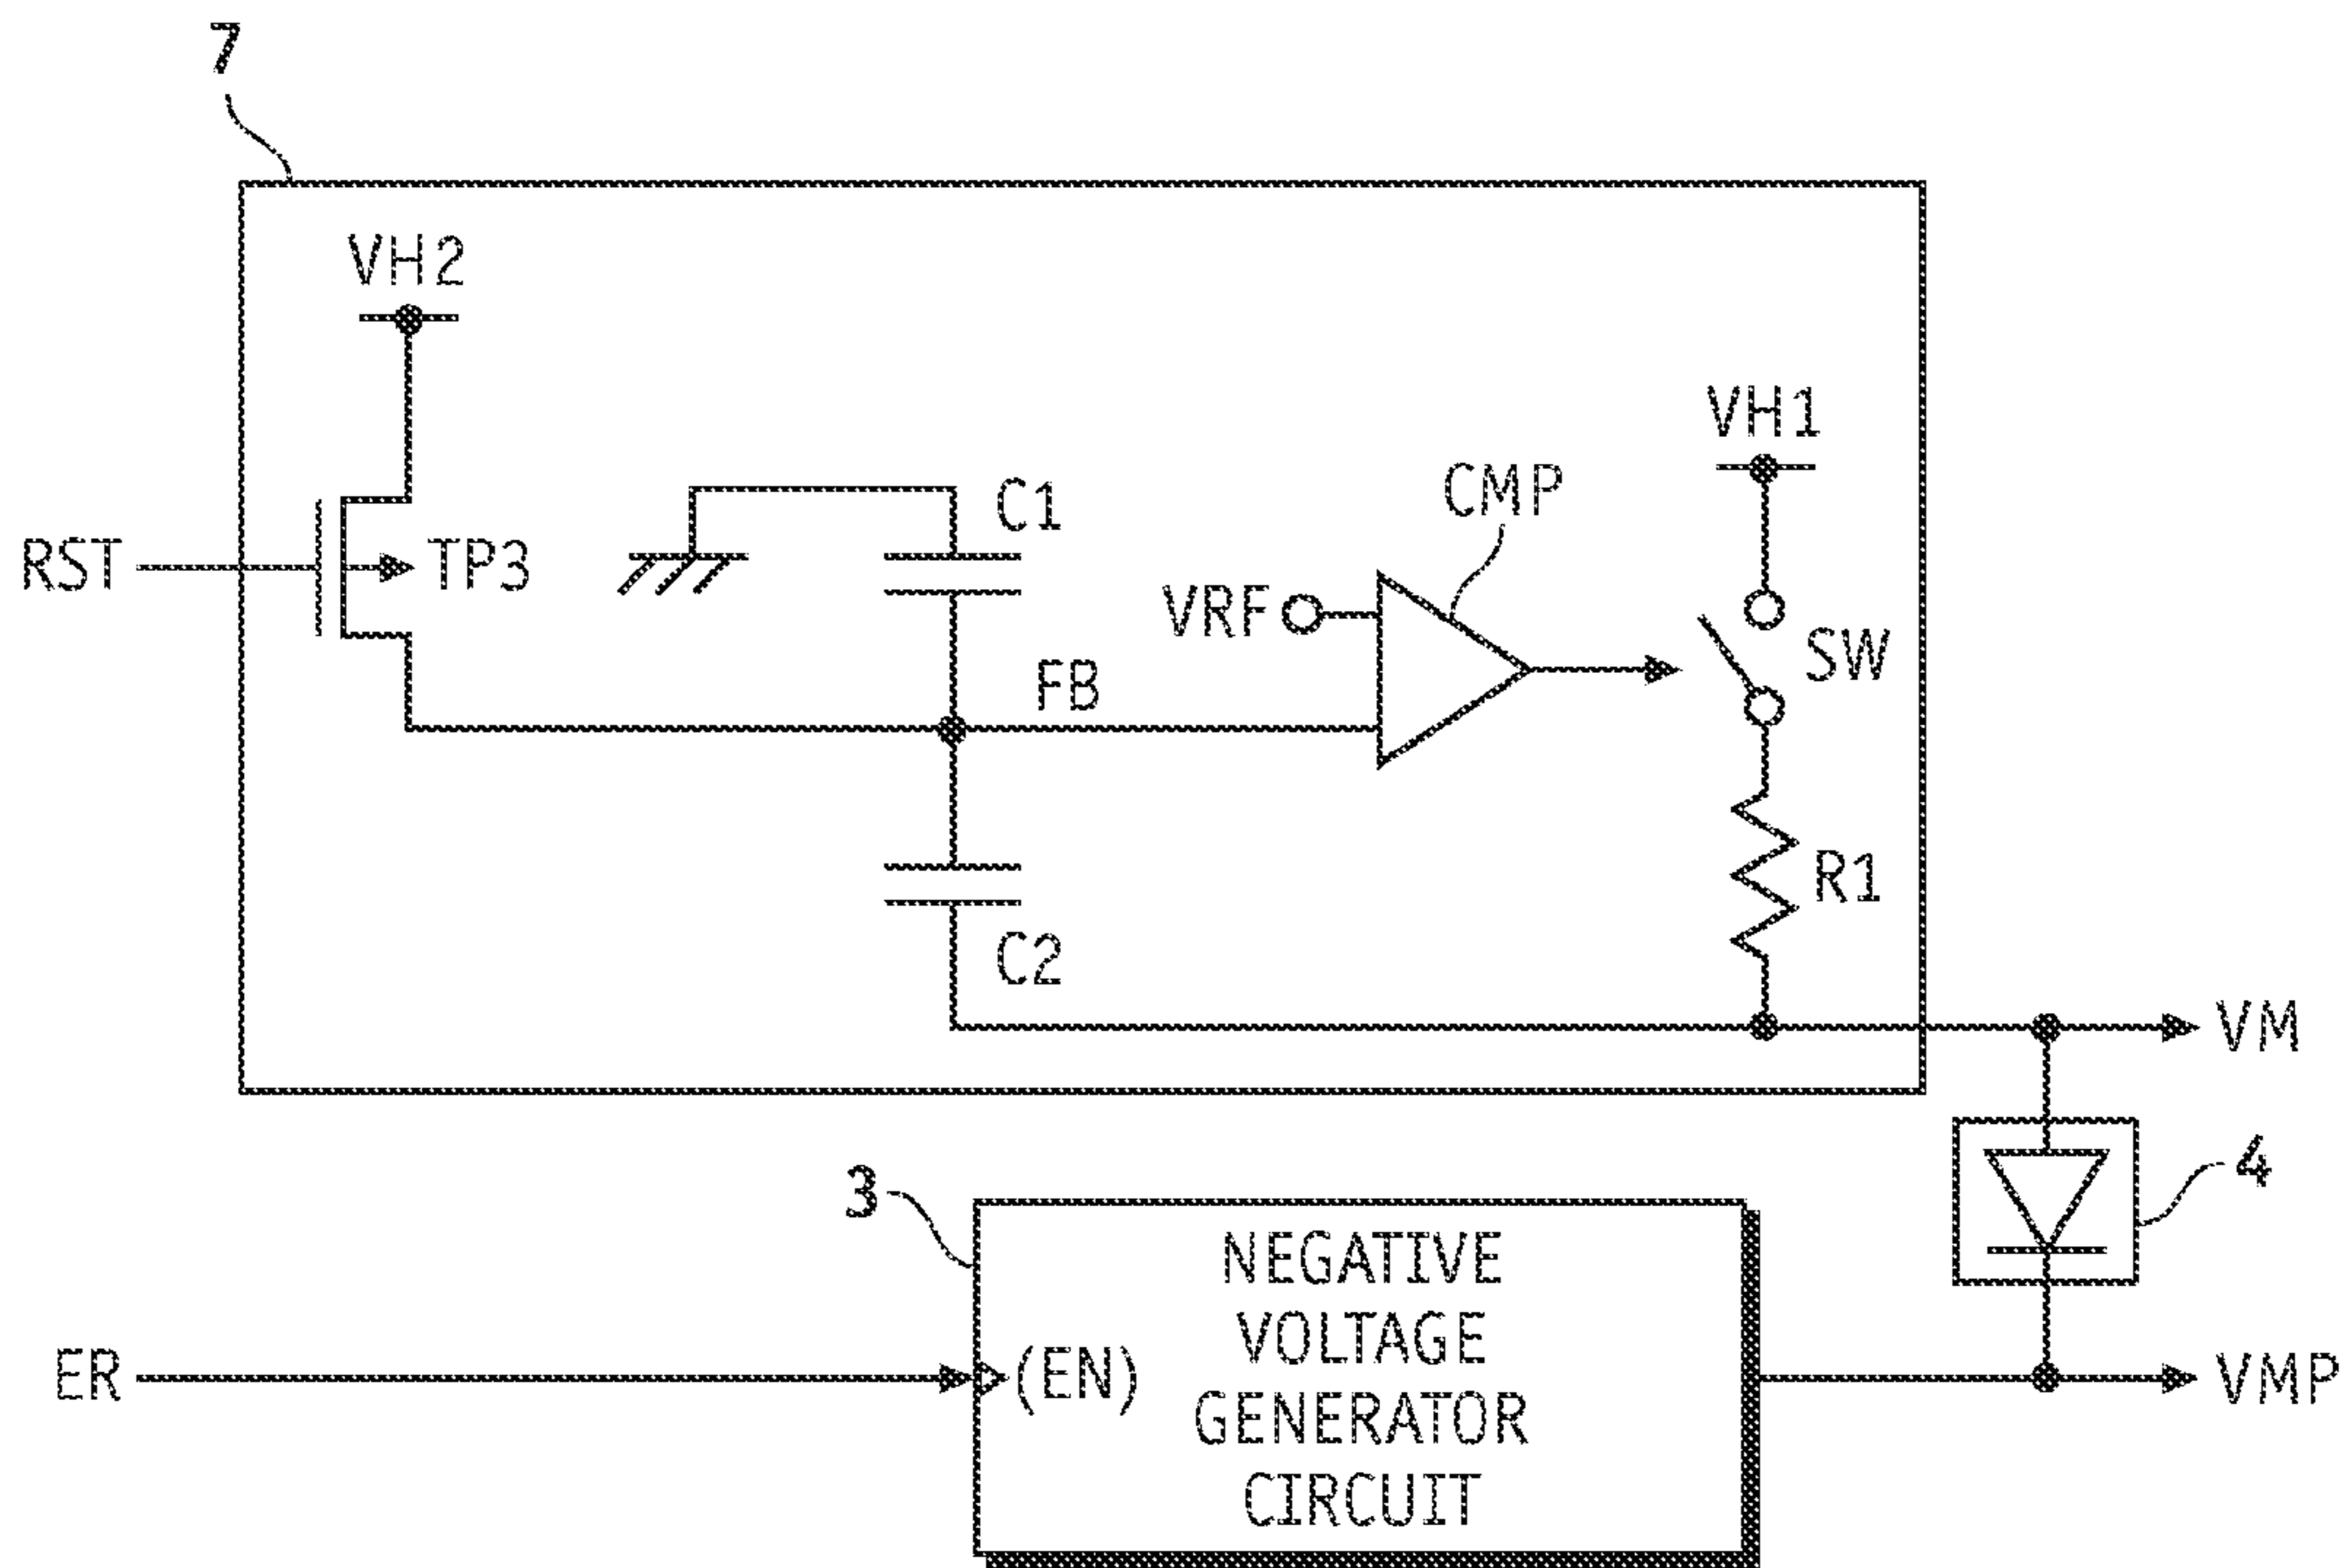 7
VH2
VH1
C1
CMP
RST
TP3
VRF
SW
FB
R1
C2
VM
3
4
NEGATIVE
VOLTAGE
GENERATOR
CIRCUIT
ER
(EN)
VMP